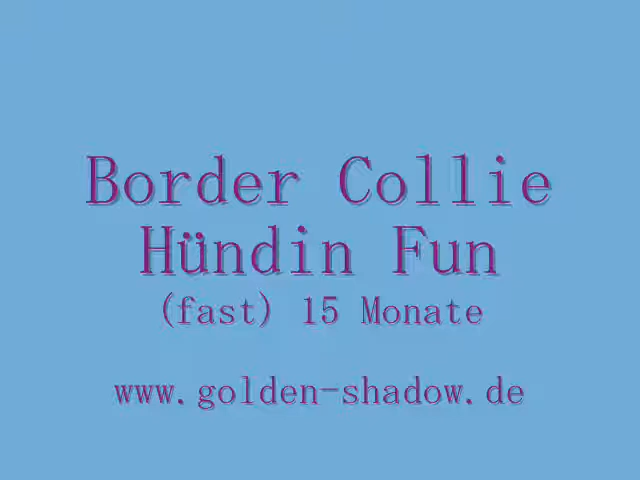 Border Collie
Hündin Fun
(fast) 15 Monate
www.golden-shadow.de